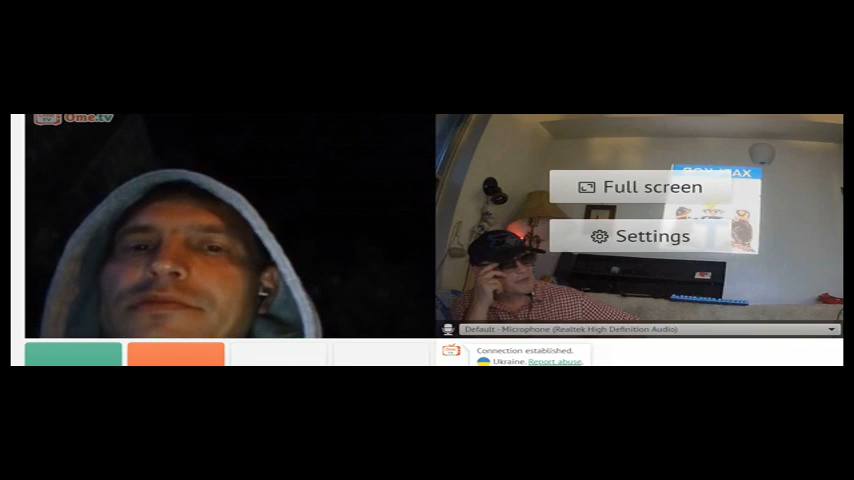 Ome.tv
Full screen
Settings
Default - Microphone (Realtek High Definition Audio)
Connection established.
Ukraine. Report abuse.